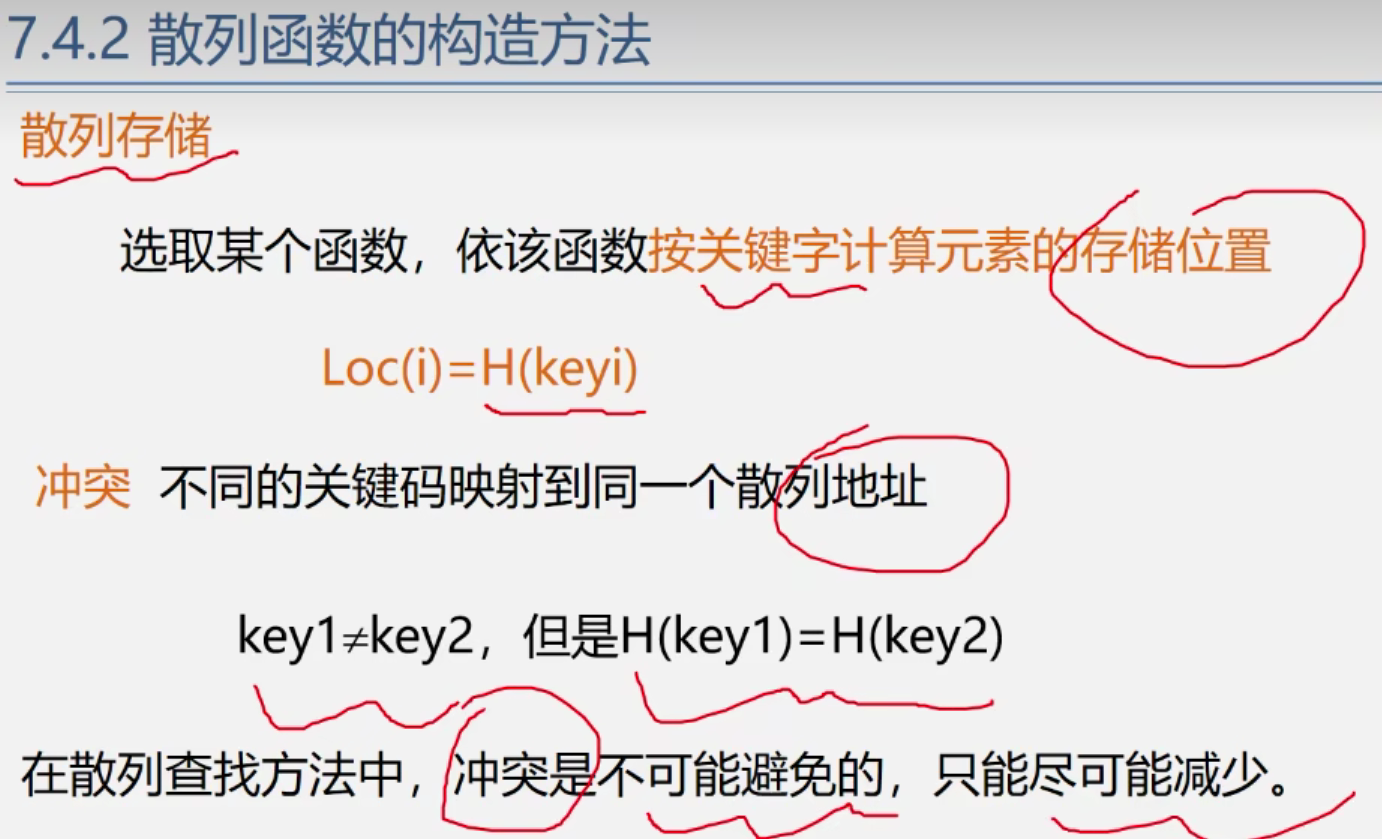 7.4.2 散列函数的构造方法
散列存储
选取某个函数，依该函数按关键字计算元素的存储位置
Loc(i)=H(keyi)
冲突 不同的关键码映射到同一个散列地址
key1≠key2，但是H(key1)=H(key2)
在散列查找方法中，冲突是不可能避免的，只能尽可能减少。